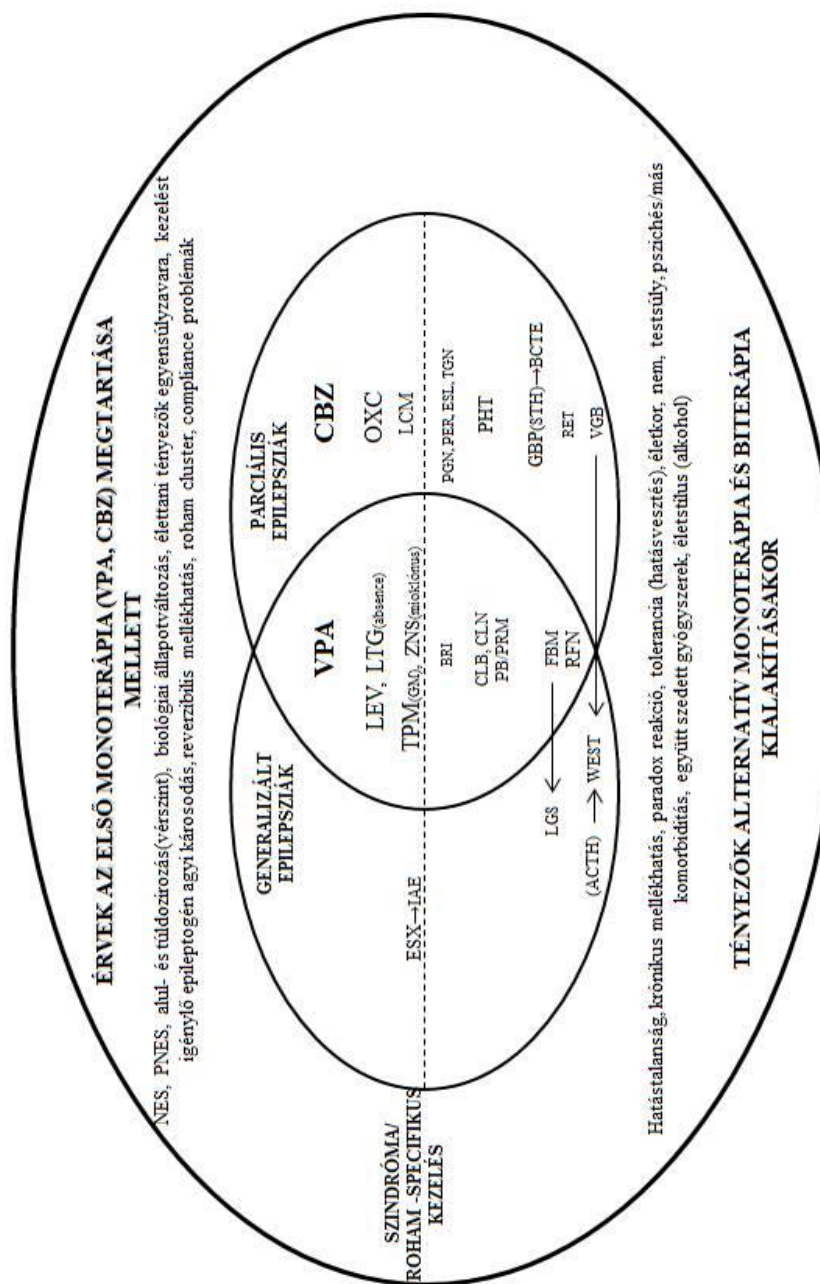 ÉRVEK AZ ELSŐ MONOTERÁPIA (VPA, CBZ) MEGTARTÁSA
MELLETT
NES, PNES, alul- és túldozírozás(vérszint), biológiai állapotváltozás, élettani tényezők egyensúlyzavara, kezelést
igénylő epileptogén agyi károsodás, reverzibilis mellékhatás, roham cluster, compliance problémák
SZINDRÓMA/
ROHAM -SPECIFIKUS
KEZELÉS
GENERALIZÁLT
EPILEPSZIÁK
ESX→IAE
LGS
(ACTH) → WEST
VPA
LEV, LTG(absence)
TPM(GM), ZNS(mioklónus)
BRI
CLB, CLN
PB/PRM
FBM
RFN
PARCIÁLIS
EPILEPSZIÁK
CBZ
OXC
LCM
PGN, PER, ESL, TGN
PHT
GBP(STH)→BCTE
RET
VGB
Hatástalanság, krónikus mellékhatás, paradox reakció, tolerancia (hatásvesztés), életkor, nem, testsúly, pszichés/más
komorbiditás, együtt szedett gyógyszerek, életstílus (alkohol)
TÉNYEZŐK ALTERNATÍV MONOTERÁPIA ÉS BITERÁPIA
KIALAKÍTÁSAKOR